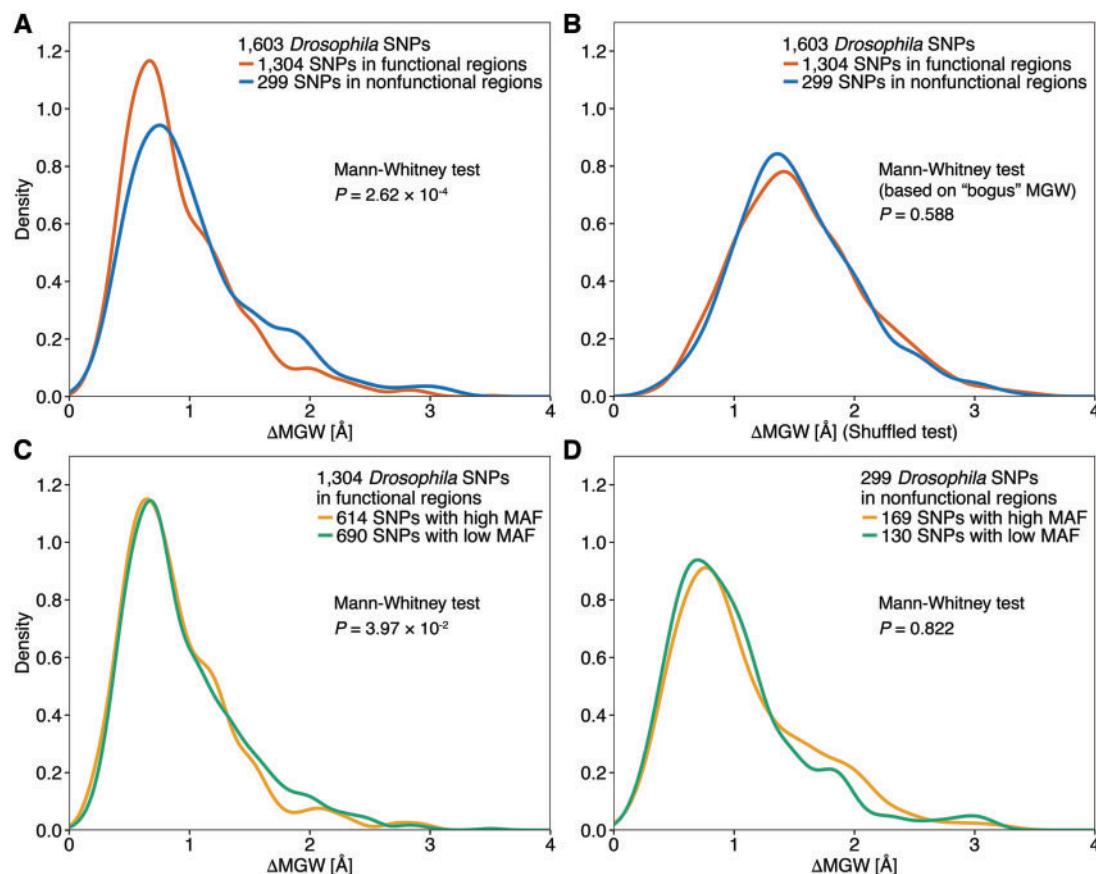 A
1,603 Drosophila SNPs
1,304 SNPs in functional regions
299 SNPs in nonfunctional regions
Mann-Whitney test
P = 2.62 × 10⁻⁴
Density
1.2
1.0
0.8
0.6
0.4
0.2
0.0
0 1 2 3 4
ΔMGW [Å]
B
1,603 Drosophila SNPs
1,304 SNPs in functional regions
299 SNPs in nonfunctional regions
Mann-Whitney test
(based on “bogus” MGW)
P = 0.588
1.2
1.0
0.8
0.6
0.4
0.2
0.0
0 1 2 3 4
ΔMGW [Å] (Shuffled test)
C
1,304 Drosophila SNPs
in functional regions
614 SNPs with high MAF
690 SNPs with low MAF
Mann-Whitney test
P = 3.97 × 10⁻²
Density
1.2
1.0
0.8
0.6
0.4
0.2
0.0
0 1 2 3 4
ΔMGW [Å]
D
299 Drosophila SNPs
in nonfunctional regions
169 SNPs with high MAF
130 SNPs with low MAF
Mann-Whitney test
P = 0.822
1.2
1.0
0.8
0.6
0.4
0.2
0.0
0 1 2 3 4
ΔMGW [Å]